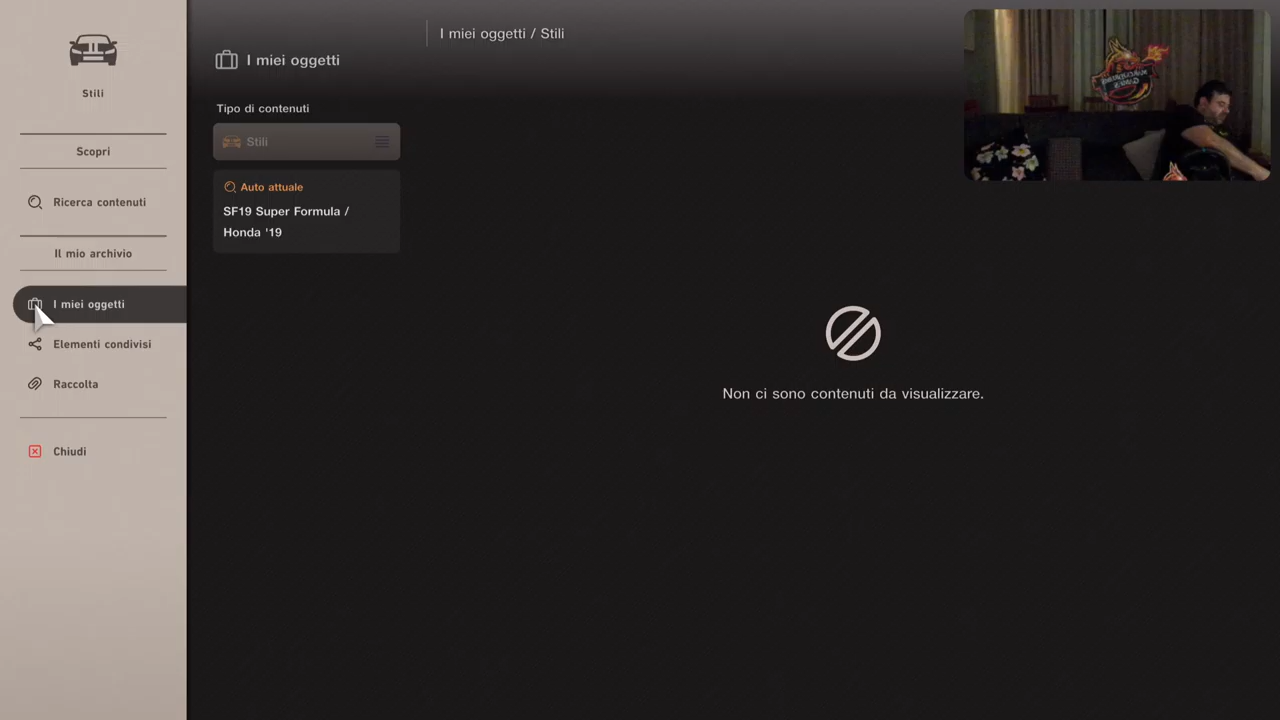 Stili
Scopri
Ricerca contenuti
Il mio archivio
I miei oggetti
Elementi condivisi
Raccolta
Chiudi
I miei oggetti / Stili
I miei oggetti
Tipo di contenuti
Stili
Auto attuale
SF19 Super Formula /
Honda '19
Non ci sono contenuti da visualizzare.